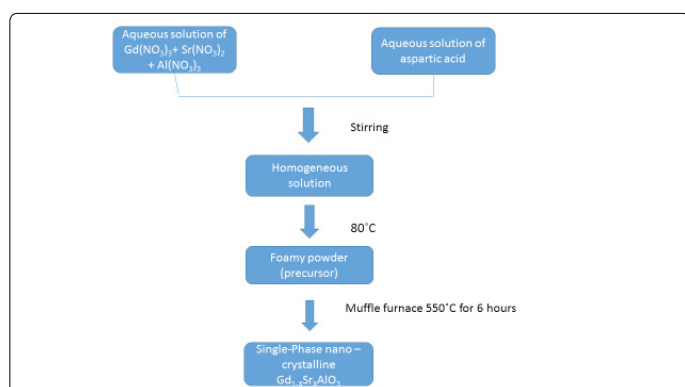 Aqueous solution of
Gd(NO₃)₃+ Sr(NO₃)₂
+ Al(NO₃)₃
Aqueous solution of
aspartic acid
Stirring
Homogeneous
solution
80˚C
Foamy powder
(precursor)
Muffle furnace 550˚C for 6 hours
Single-Phase nano –
crystalline
Gd₁₋ₓSrₓAlO₃